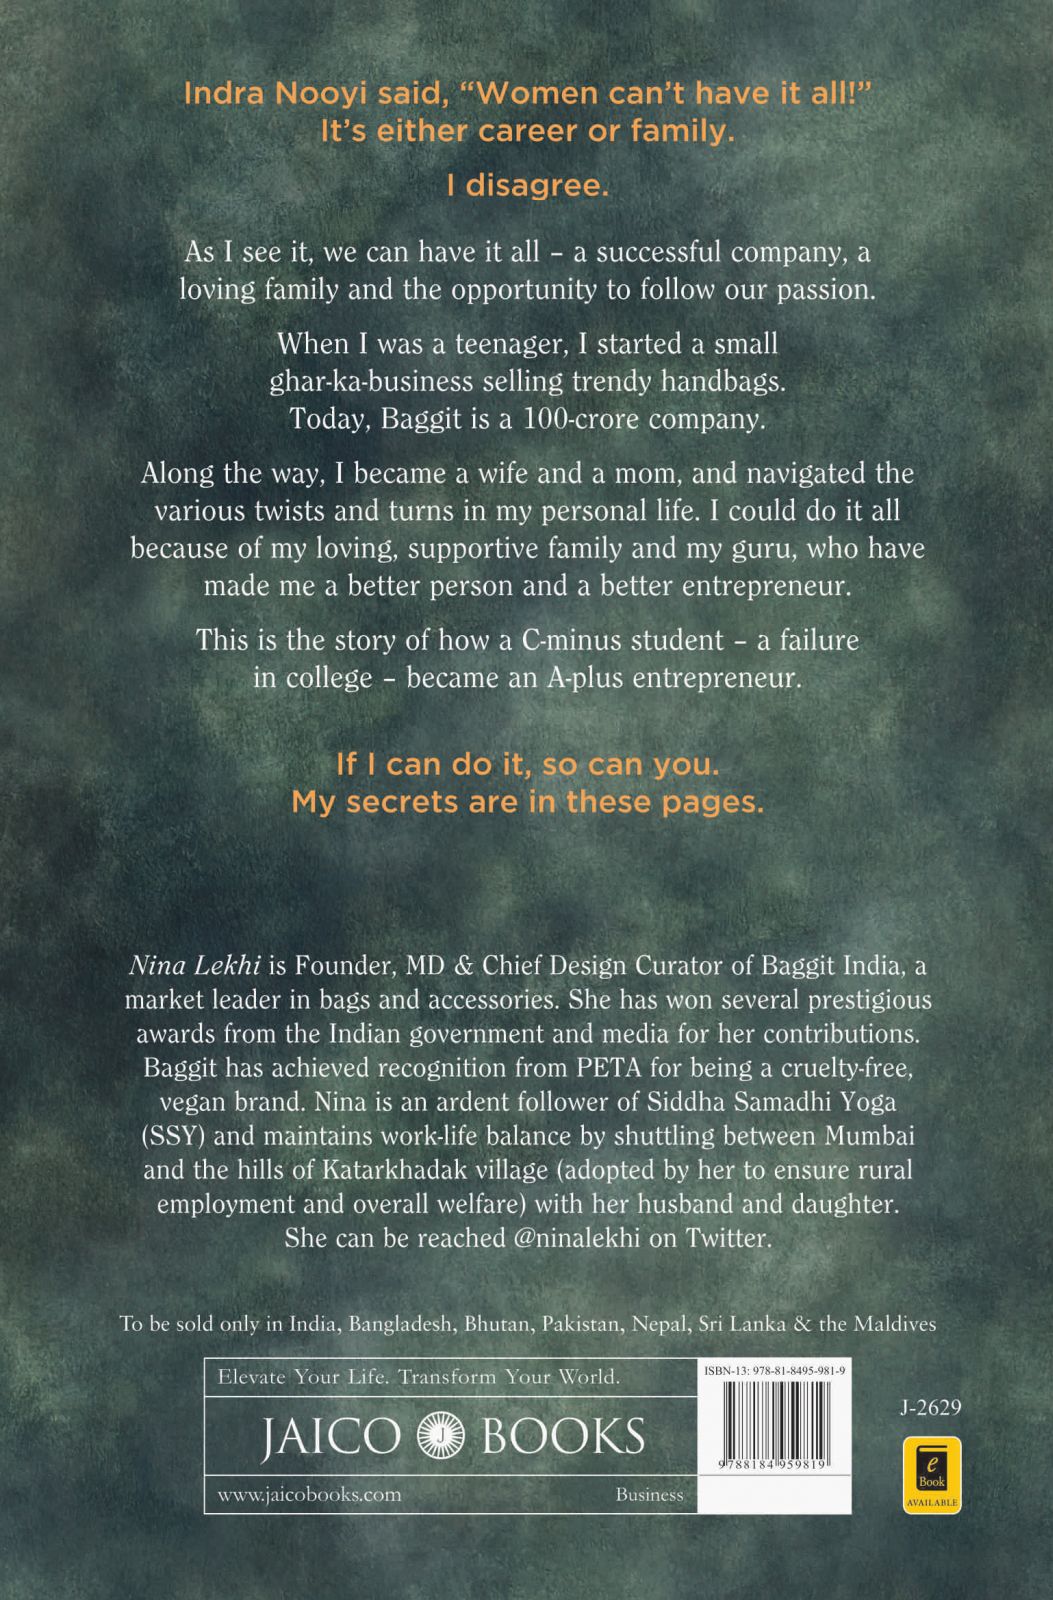 Indra Nooyi said, “Women can’t have it all!”
It’s either career or family.
I disagree.
As I see it, we can have it all – a successful company, a
loving family and the opportunity to follow our passion.
When I was a teenager, I started a small
ghar-ka-business selling trendy handbags.
Today, Baggit is a 100-crore company.
Along the way, I became a wife and a mom, and navigated the
various twists and turns in my personal life. I could do it all
because of my loving, supportive family and my guru, who have
made me a better person and a better entrepreneur.
This is the story of how a C-minus student – a failure
in college – became an A-plus entrepreneur.
If I can do it, so can you.
My secrets are in these pages.
Nina Lekhi is Founder, MD & Chief Design Curator of Baggit India, a
market leader in bags and accessories. She has won several prestigious
awards from the Indian government and media for her contributions.
Baggit has achieved recognition from PETA for being a cruelty-free,
vegan brand. Nina is an ardent follower of Siddha Samadhi Yoga
(SSY) and maintains work-life balance by shuttling between Mumbai
and the hills of Katarkhadak village (adopted by her to ensure rural
employment and overall welfare) with her husband and daughter.
She can be reached @ninalekhi on Twitter.
To be sold only in India, Bangladesh, Bhutan, Pakistan, Nepal, Sri Lanka & the Maldives
Elevate Your Life. Transform Your World.
JAICO J BOOKS
www.jaicobooks.com Business
ISBN-13: 978-81-8495-981-9
9 788184 959819
J-2629
e
Book
AVAILABLE